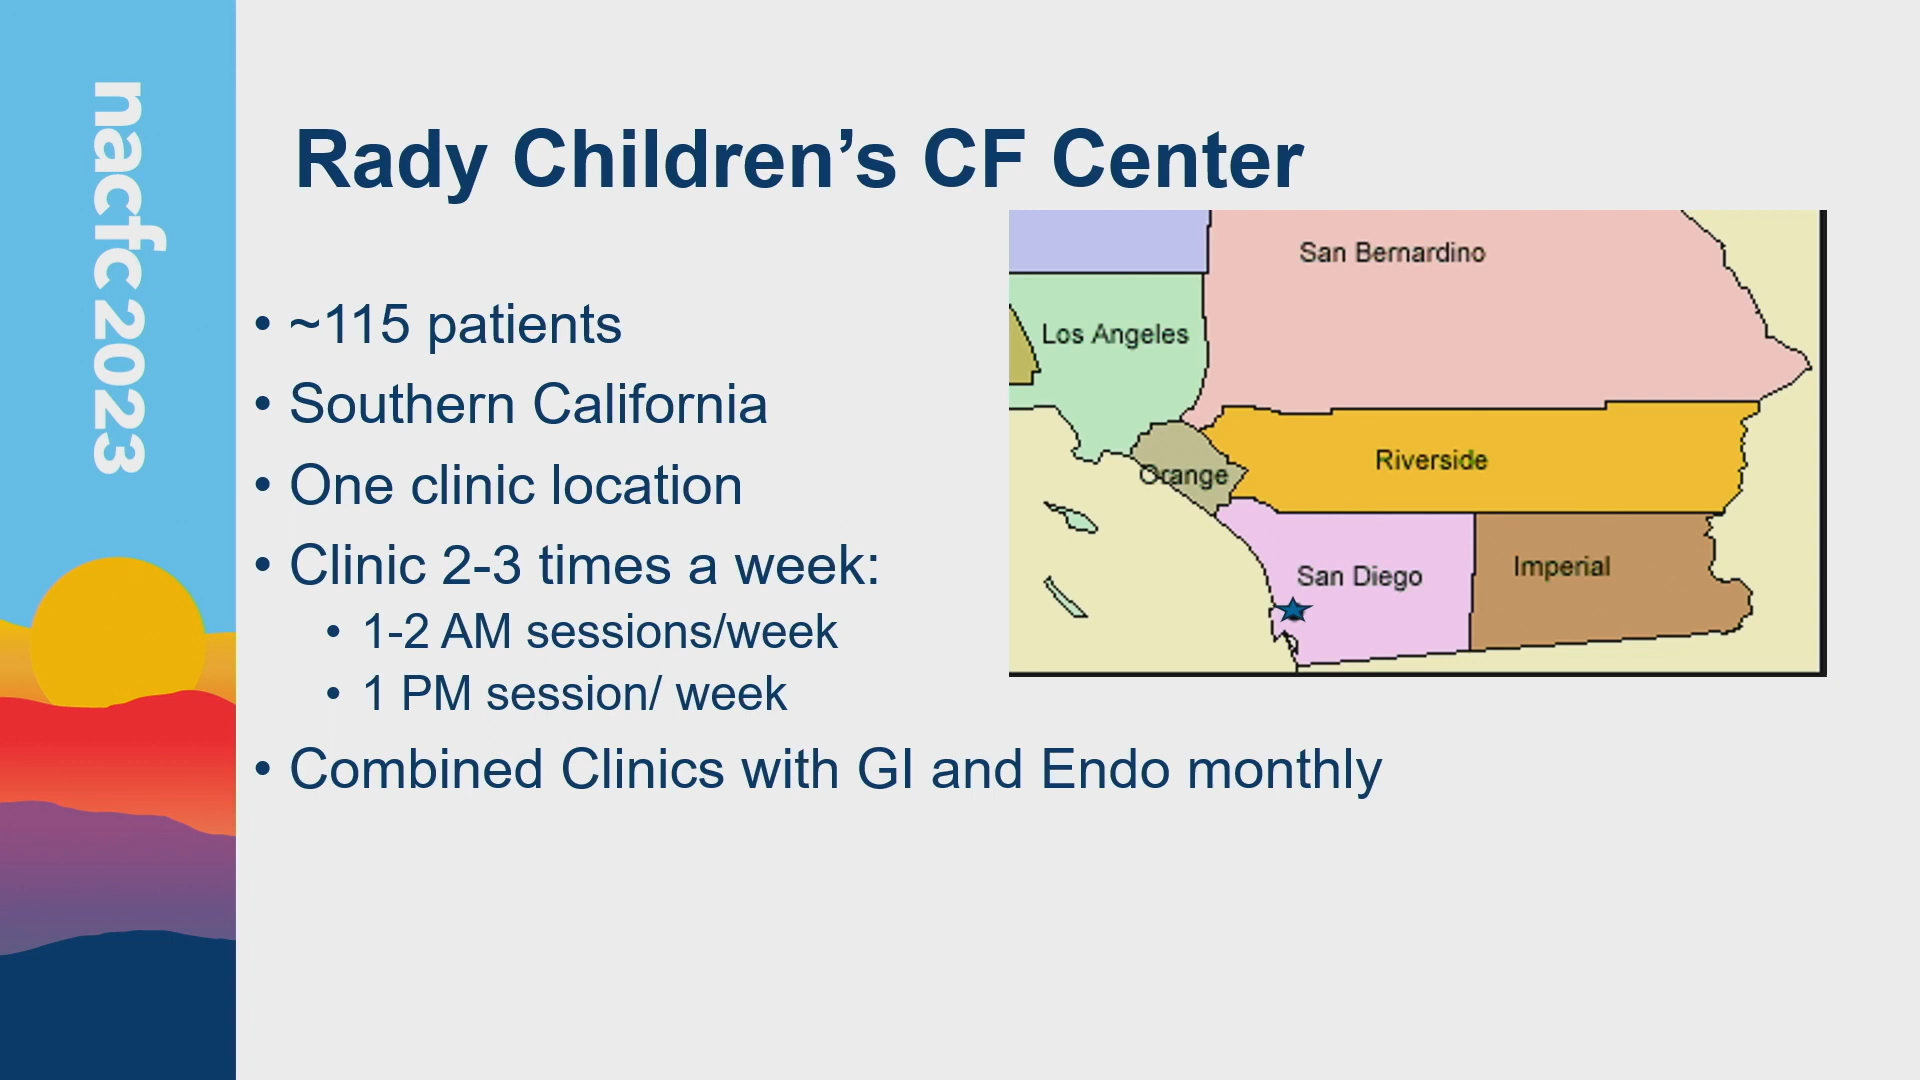 nacfc 2023
Rady Children’s CF Center
• ~115 patients
• Southern California
• One clinic location
• Clinic 2-3 times a week:
• 1-2 AM sessions/week
• 1 PM session/ week
• Combined Clinics with GI and Endo monthly
San Bernardino
Los Angeles
Orange
Riverside
San Diego
Imperial